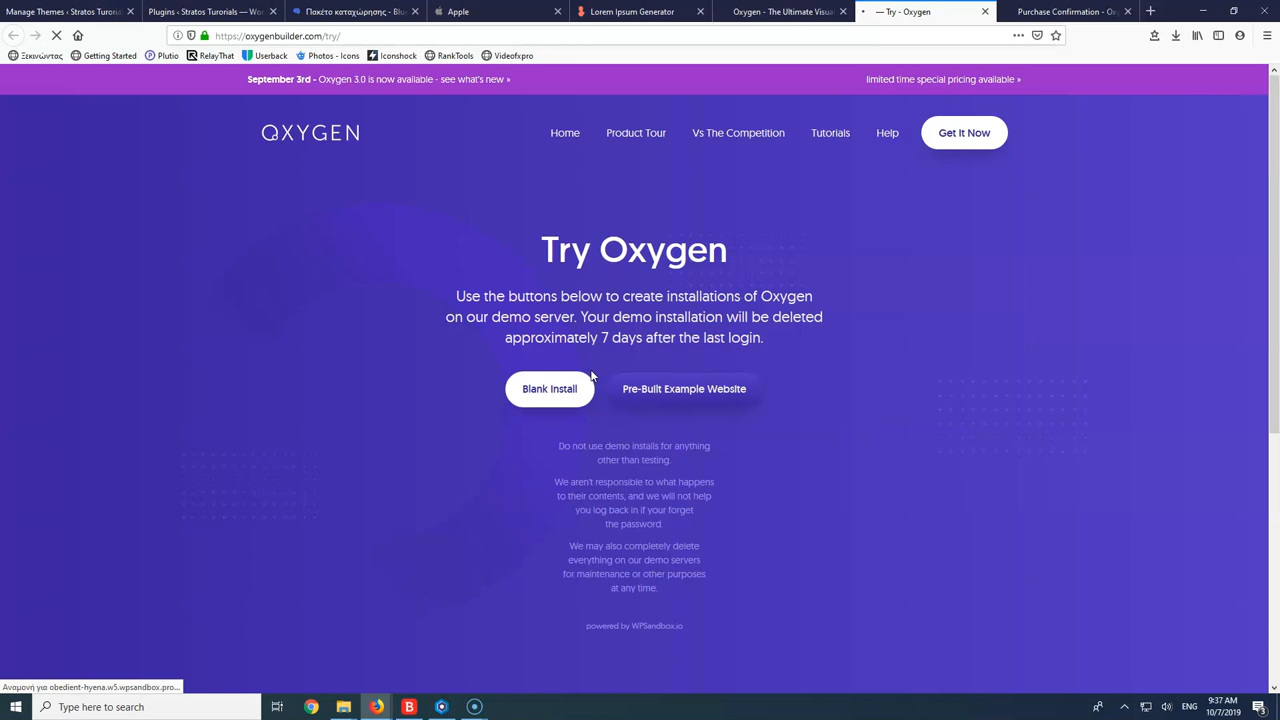 Manage Themes ‹ Stratos Tutorial
Plugins ‹ Stratos Turorials — Wo
Πακέτο καταχώρησης - Blu
Apple
Lorem Ipsum Generator
Oxygen - The Ultimate Visua
— Try - Oxygen
Purchase Confirmation - Ox
https://oxygenbuilder.com/try/
Ξεκινώντας
Getting Started
Plutio
RelayThat
Userback
Photos - Icons
Iconshock
RankTools
Videofxpro
September 3rd - Oxygen 3.0 is now available - see what's new »
limited time special pricing available »
OXYGEN
Home
Product Tour
Vs The Competition
Tutorials
Help
Get It Now
Try Oxygen
Use the buttons below to create installations of Oxygen
on our demo server. Your demo installation will be deleted
approximately 7 days after the last login.
Blank Install
Pre-Built Example Website
Do not use demo installs for anything
other than testing.
We aren't responsible to what happens
to their contents, and we will not help
you log back in if your forget
the password.
We may also completely delete
everything on our demo servers
for maintenance or other purposes
at any time.
powered by WPSandbox.io
Αναμονή για obedient-hyena.w5.wpsandbox.pro...
Type here to search
ENG
9:37 AM
10/7/2019
3